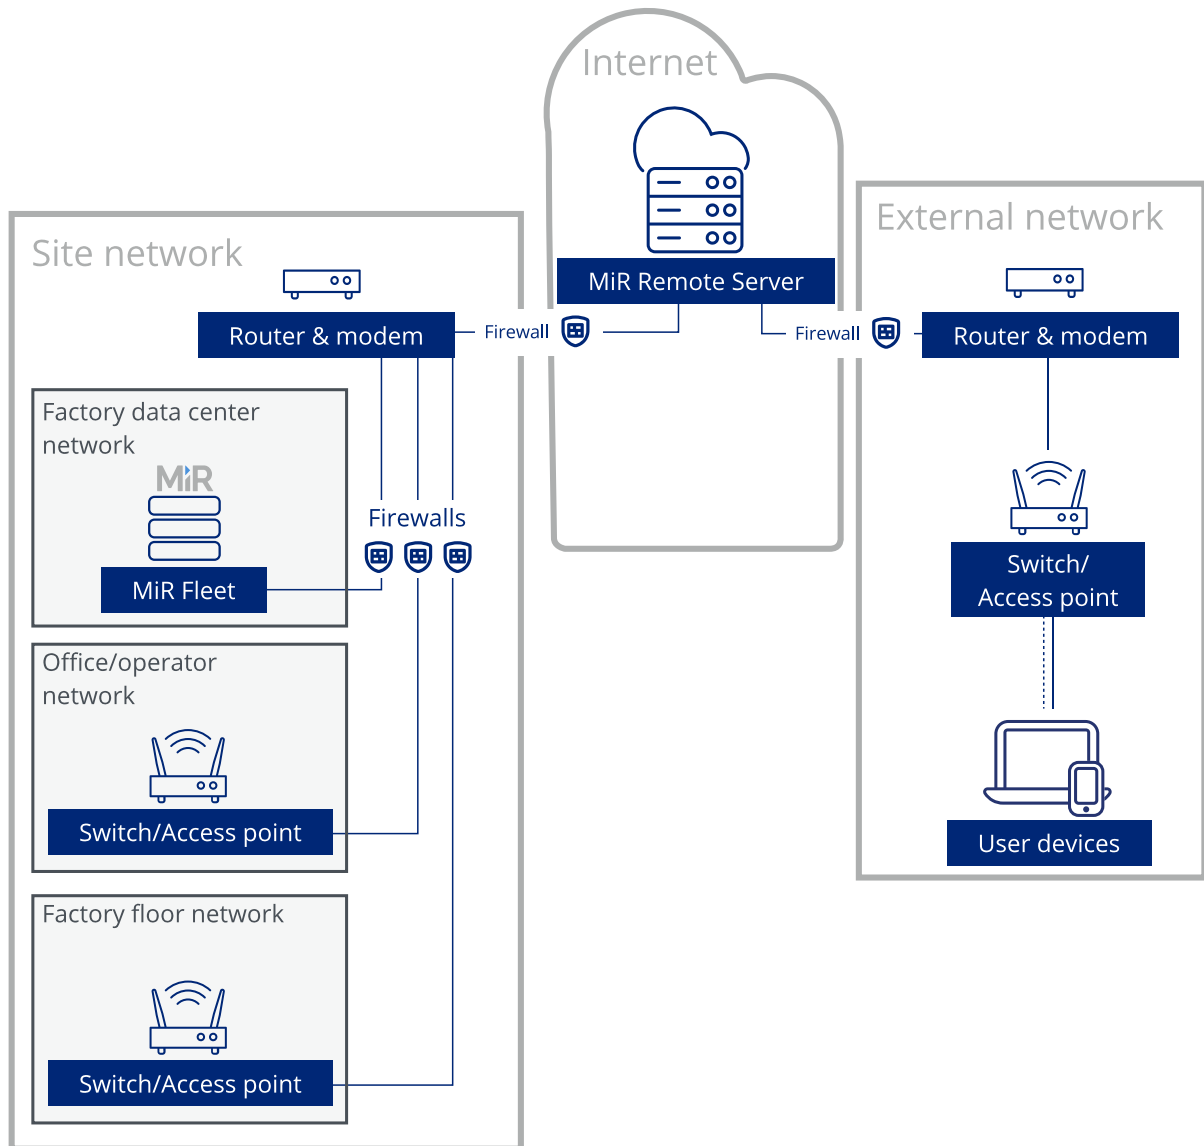 Internet
MiR Remote Server
Site network
Router & modem
Firewall
Firewall
External network
Router & modem
Factory data center
network
MiR
MiR Fleet
Firewalls
Office/operator
network
Switch/Access point
Factory floor network
Switch/Access point
Switch/
Access point
User devices